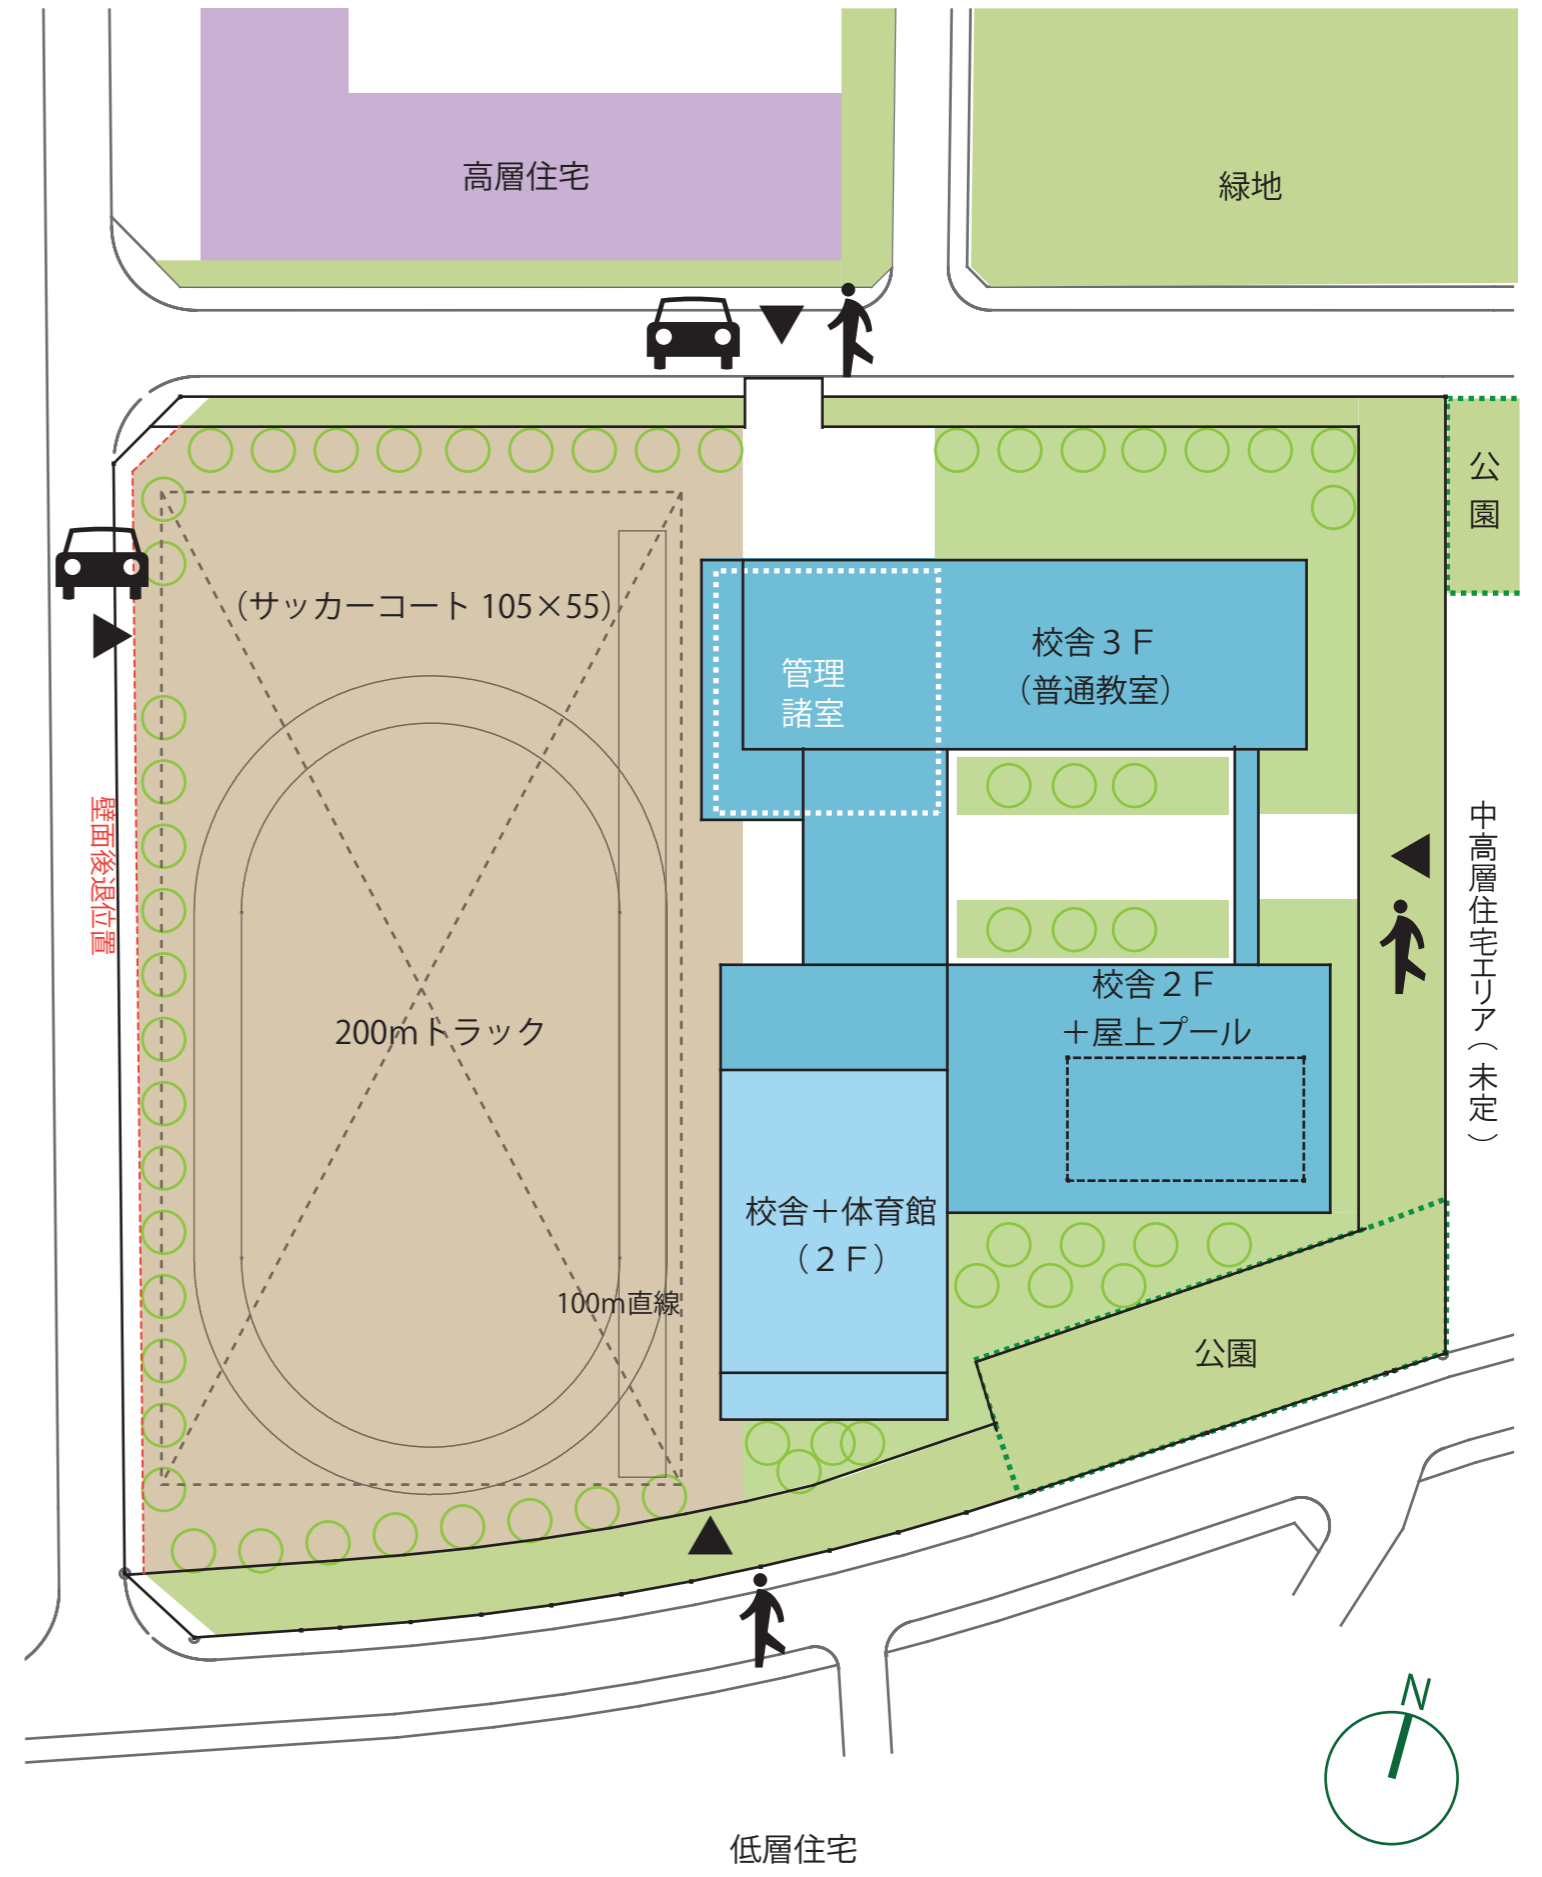 高層住宅
緑地
公
園
（サッカーコート 105×55）
校舎３Ｆ
（普通教室）
管理
諸室
壁面後退位置
中高層住宅エリア（未定）
校舎２Ｆ
＋屋上プール
200mトラック
校舎＋体育館
（２Ｆ）
100m直線
公園
N
低層住宅